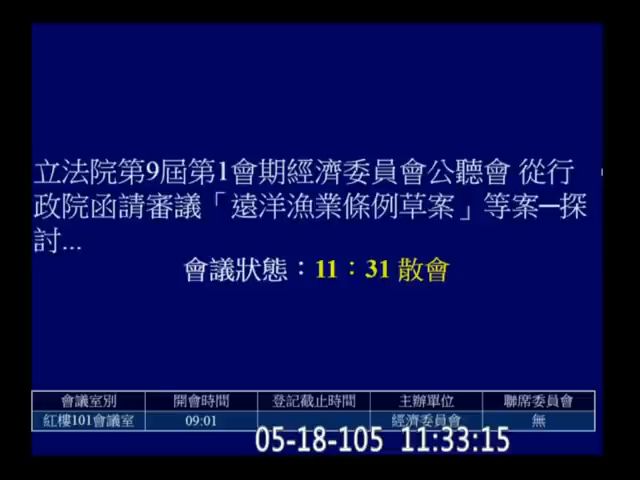 立法院第9屆第1會期經濟委員會公聽會 從行
政院函請審議「遠洋漁業條例草案」等案─探
討...
會議狀態：11：31 散會
會議室別 開會時間 登記截止時間 主辦單位 聯席委員會
紅樓101會議室 09:01 經濟委員會 無
05-18-105 11:33:15